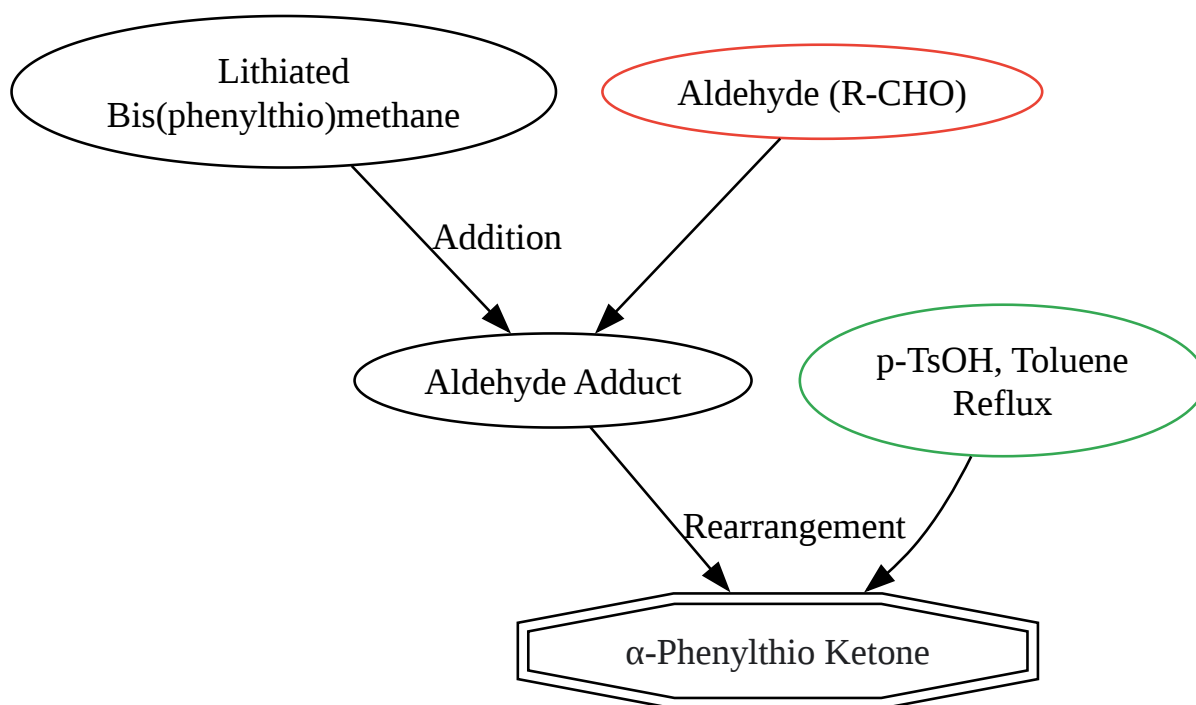 Lithiated
Bis(phenylthio)methane
Aldehyde (R-CHO)
Addition
Aldehyde Adduct
p-TsOH, Toluene
Reflux
Rearrangement
α-Phenylthio Ketone